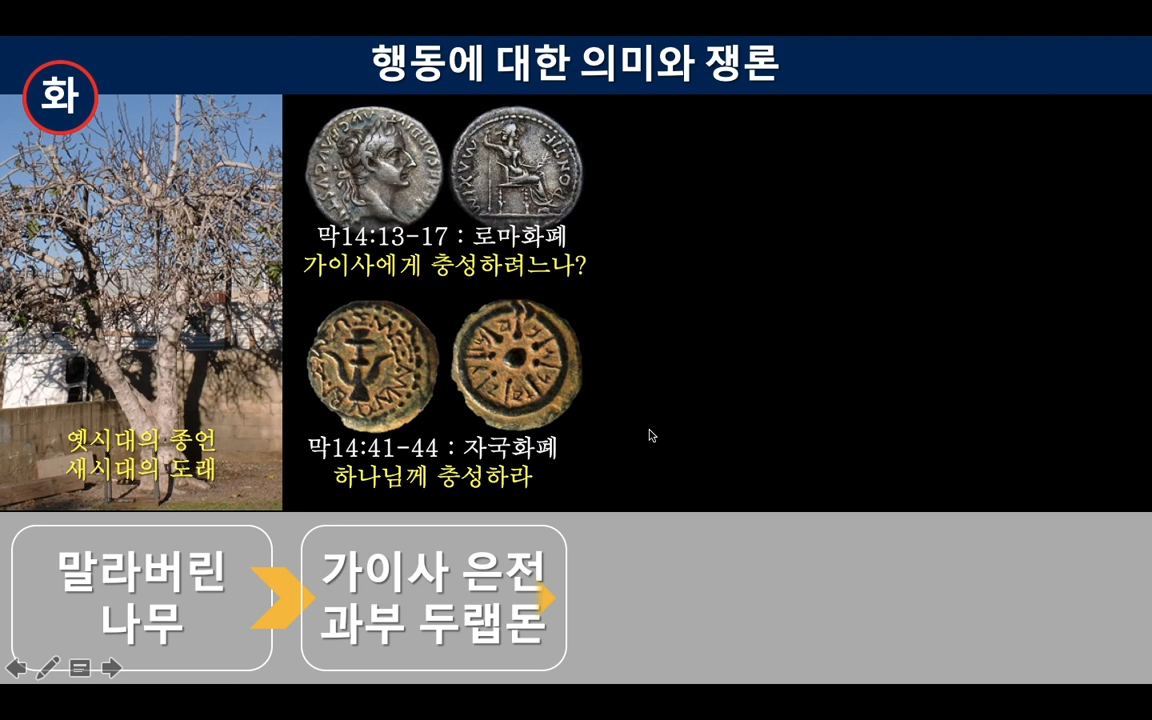 행동에 대한 의미와 쟁론
화
막14:13-17 : 로마화폐
가이사에게 충성하려느냐?
막14:41-44 : 자국화폐
하나님께 충성하라
옛시대의 종언
새시대의 도래
말라버린
나무
가이사 은전
과부 두랩돈